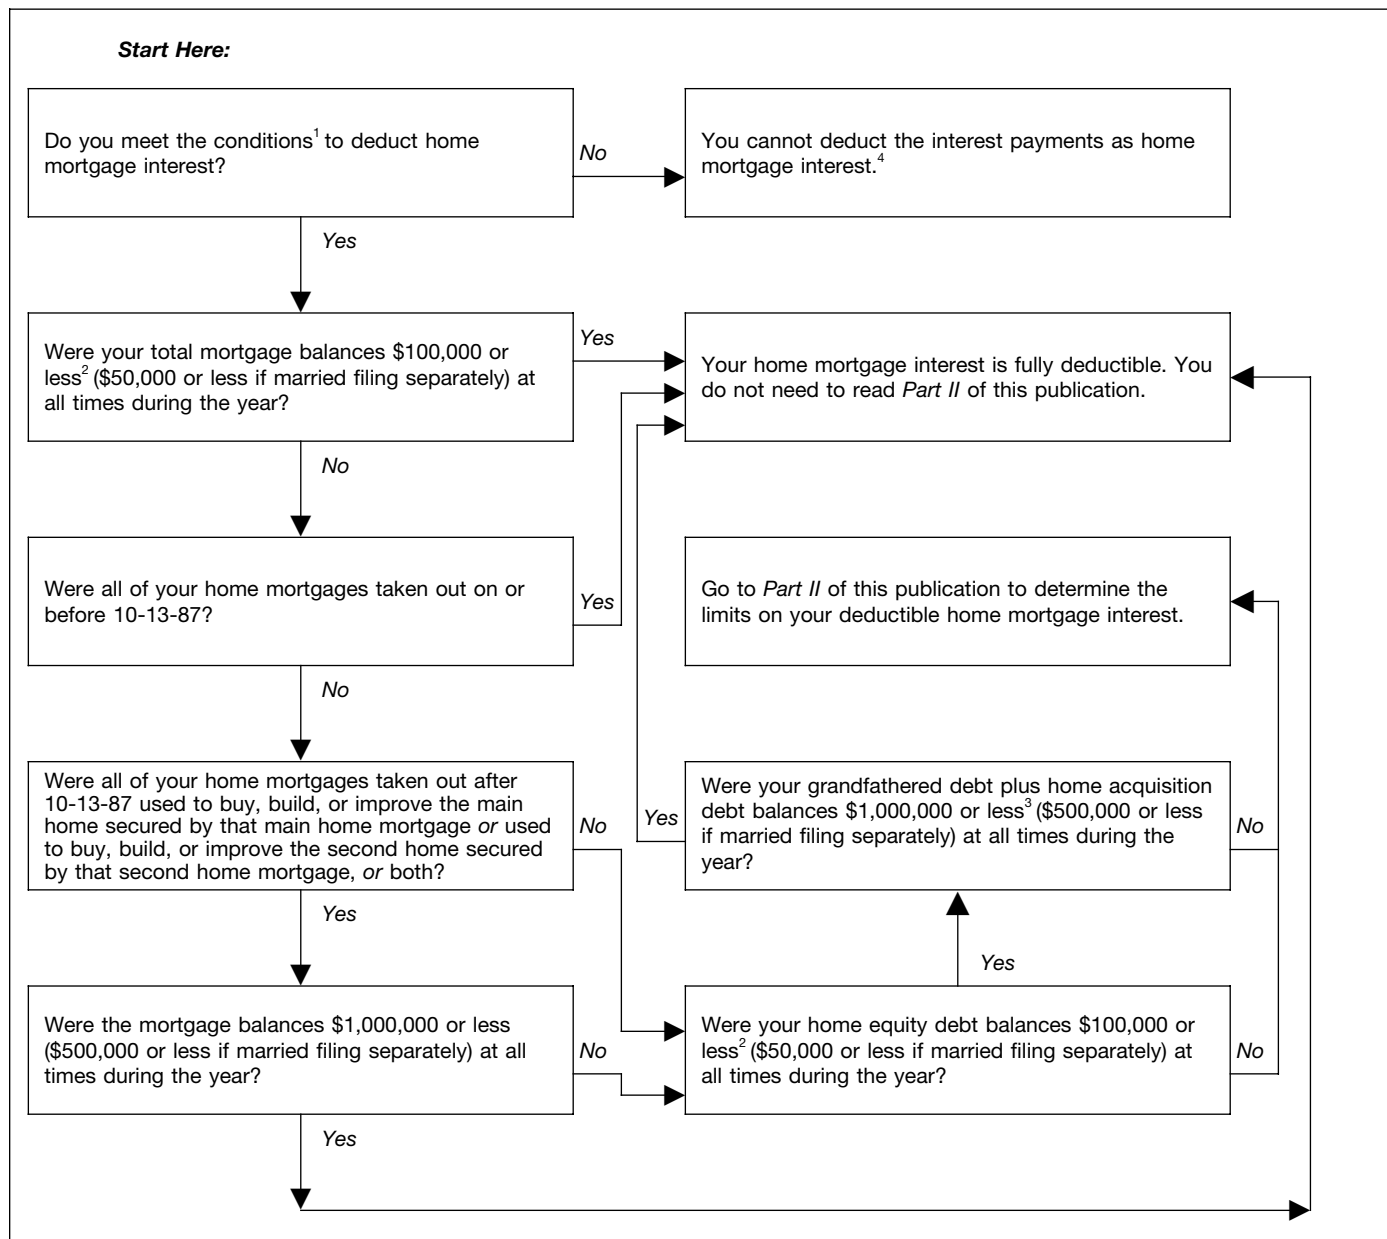 Start Here:
Do you meet the conditions1 to deduct home
mortgage interest?
No
You cannot deduct the interest payments as home
mortgage interest.4
Yes
Were your total mortgage balances $100,000 or
less2 ($50,000 or less if married filing separately) at
all times during the year?
Yes
Your home mortgage interest is fully deductible. You
do not need to read Part II of this publication.
No
Were all of your home mortgages taken out on or
before 10-13-87?
Yes
Go to Part II of this publication to determine the
limits on your deductible home mortgage interest.
No
Were all of your home mortgages taken out after
10-13-87 used to buy, build, or improve the main
home secured by that main home mortgage or used
to buy, build, or improve the second home secured
by that second home mortgage, or both?
No
Yes
Were your grandfathered debt plus home acquisition
debt balances $1,000,000 or less3 ($500,000 or less
if married filing separately) at all times during the
year?
No
Yes
Yes
Were the mortgage balances $1,000,000 or less
($500,000 or less if married filing separately) at all
times during the year?
No
Were your home equity debt balances $100,000 or
less2 ($50,000 or less if married filing separately) at
all times during the year?
No
Yes